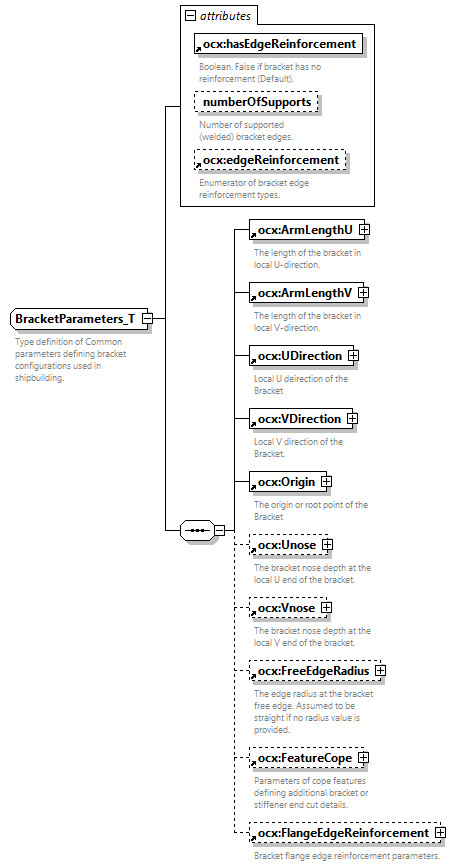 attributes
ocx:hasEdgeReinforcement
Boolean. False if bracket has no
reinforcement (Default).
numberOfSupports
Number of supported
(welded) bracket edges.
ocx:edgeReinforcement
Enumerator of bracket edge
reinforcement types.
BracketParameters_T
Type definition of Common
parameters defining bracket
configurations used in
shipbuilding.
ocx:ArmLengthU
The length of the bracket in
local U-direction.
ocx:ArmLengthV
The length of the bracket in
local V-direction.
ocx:UDirection
Local U deirection of the
Bracket
ocx:VDirection
Local V direction of the
Bracket.
ocx:Origin
The origin or root point of the
Bracket
ocx:Unose
The bracket nose depth at the
local U end of the bracket.
ocx:Vnose
The bracket nose depth at the
local V end of the bracket.
ocx:FreeEdgeRadius
The edge radius at the bracket
free edge. Assumed to be
straight if no radius value is
provided.
ocx:FeatureCope
Parameters of cope features
defining additional bracket or
stiffener end cut details.
ocx:FlangeEdgeReinforcement
Bracket flange edge reinforcement parameters.